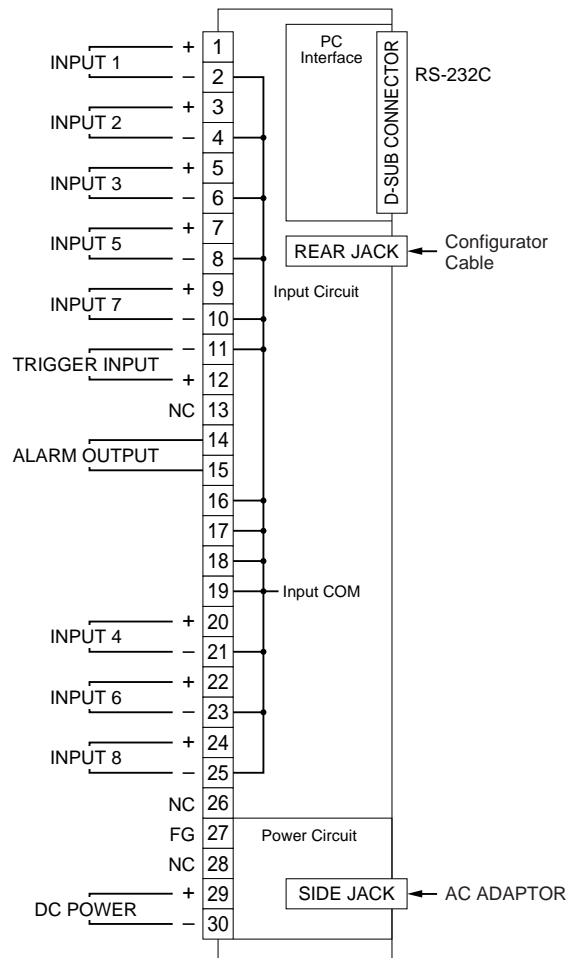 INPUT 1
+ 1
– 2
INPUT 2
+ 3
– 4
INPUT 3
+ 5
– 6
INPUT 5
+ 7
– 8
INPUT 7
+ 9
– 10
TRIGGER INPUT
– 11
+ 12
NC 13
ALARM OUTPUT
14
15
16
17
18
19
Input COM
INPUT 4
+ 20
– 21
INPUT 6
+ 22
– 23
INPUT 8
+ 24
– 25
NC 26
FG 27
NC 28
DC POWER
+ 29
– 30
PC
Interface
D-SUB CONNECTOR
RS-232C
REAR JACK
Configurator
Cable
Input Circuit
Power Circuit
SIDE JACK
AC ADAPTOR